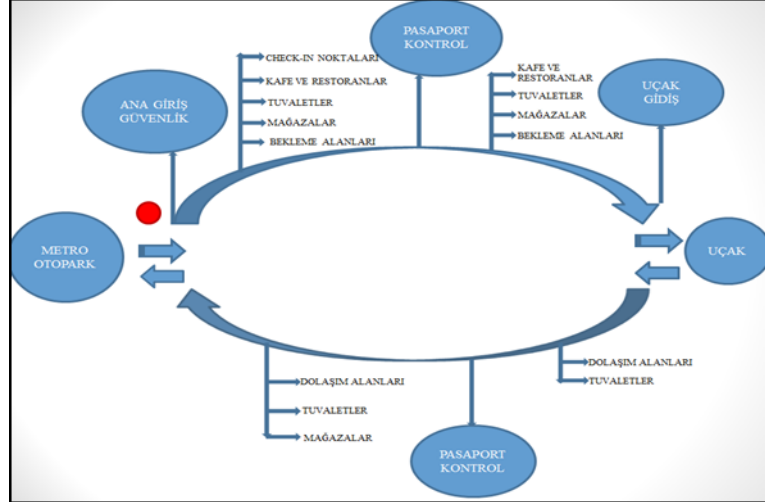 PASAPORT
KONTROL
CHECK-IN NOKTALARI
KAFE VE RESTORANLAR
TUVALETLER
MAĞAZALAR
BEKLEME ALANLARI
KAFE VE
RESTORANLAR
TUVALETLER
MAĞAZALAR
BEKLEME ALANLARI
ANA GİRİŞ
GÜVENLİK
UÇAK
GİDİŞ
METRO
OTOPARK
UÇAK
DOLAŞIM ALANLARI
TUVALETLER
MAĞAZALAR
DOLAŞIM ALANLARI
TUVALETLER
PASAPORT
KONTROL